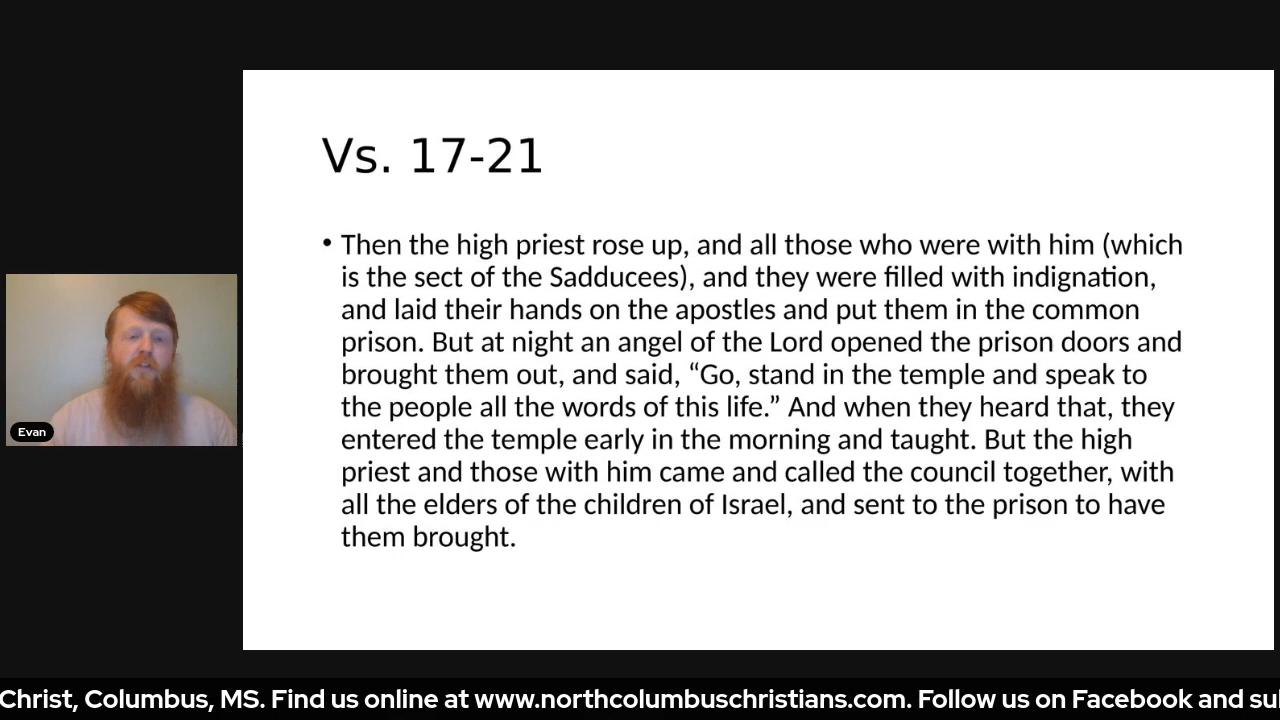 Vs. 17-21
• Then the high priest rose up, and all those who were with him (which
is the sect of the Sadducees), and they were filled with indignation,
and laid their hands on the apostles and put them in the common
prison. But at night an angel of the Lord opened the prison doors and
brought them out, and said, “Go, stand in the temple and speak to
the people all the words of this life.” And when they heard that, they
entered the temple early in the morning and taught. But the high
priest and those with him came and called the council together, with
all the elders of the children of Israel, and sent to the prison to have
them brought.
Evan
Christ, Columbus, MS. Find us online at www.northcolumbuschristians.com. Follow us on Facebook and su